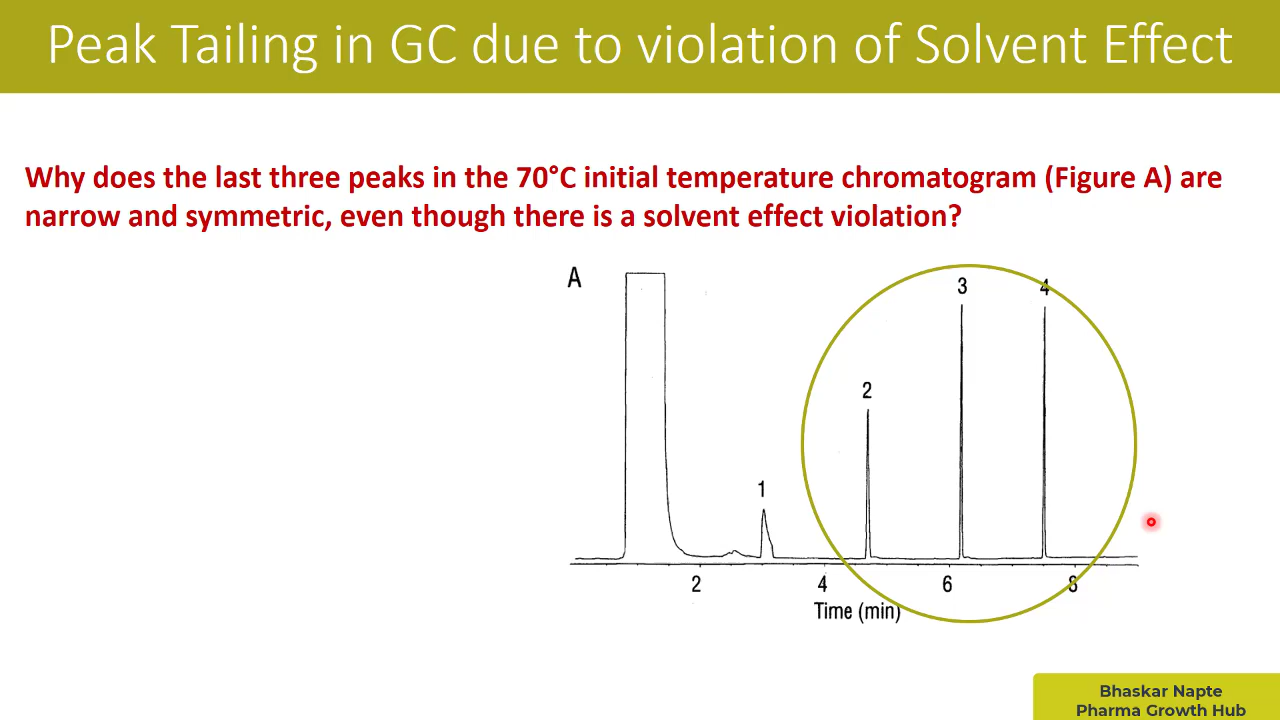 Peak Tailing in GC due to violation of Solvent Effect
Why does the last three peaks in the 70°C initial temperature chromatogram (Figure A) are
narrow and symmetric, even though there is a solvent effect violation?
A
3
4
2
1
2 4 6 8
Time (min)
Bhaskar Napte
Pharma Growth Hub